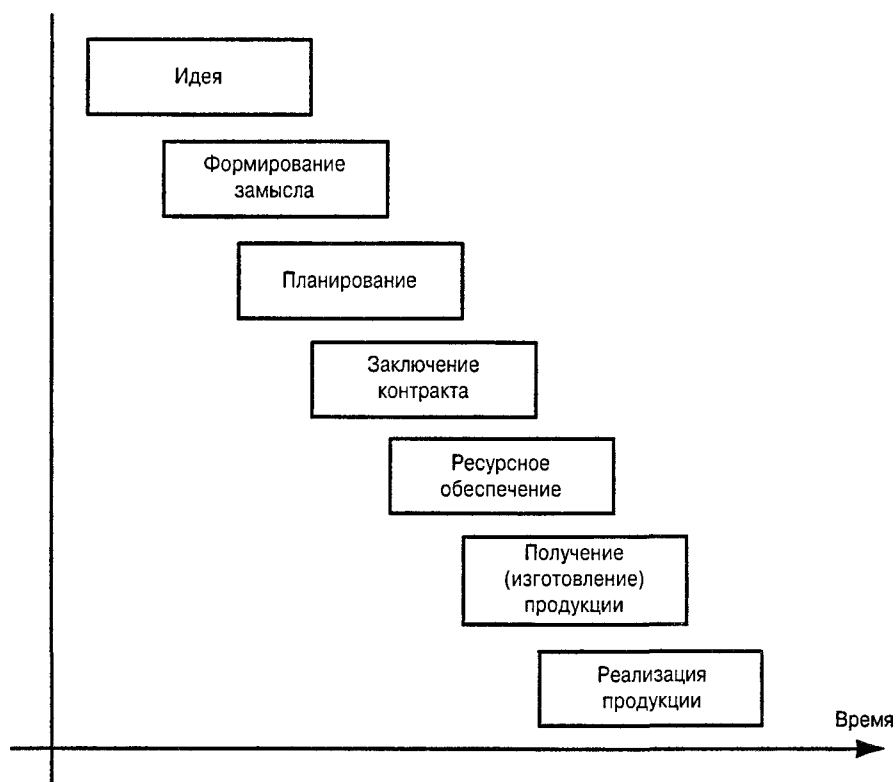 Идея
Формирование
замысла
Планирование
Заключение
контракта
Ресурсное
обеспечение
Получение
(изготовление)
продукции
Реализация
продукции
Время